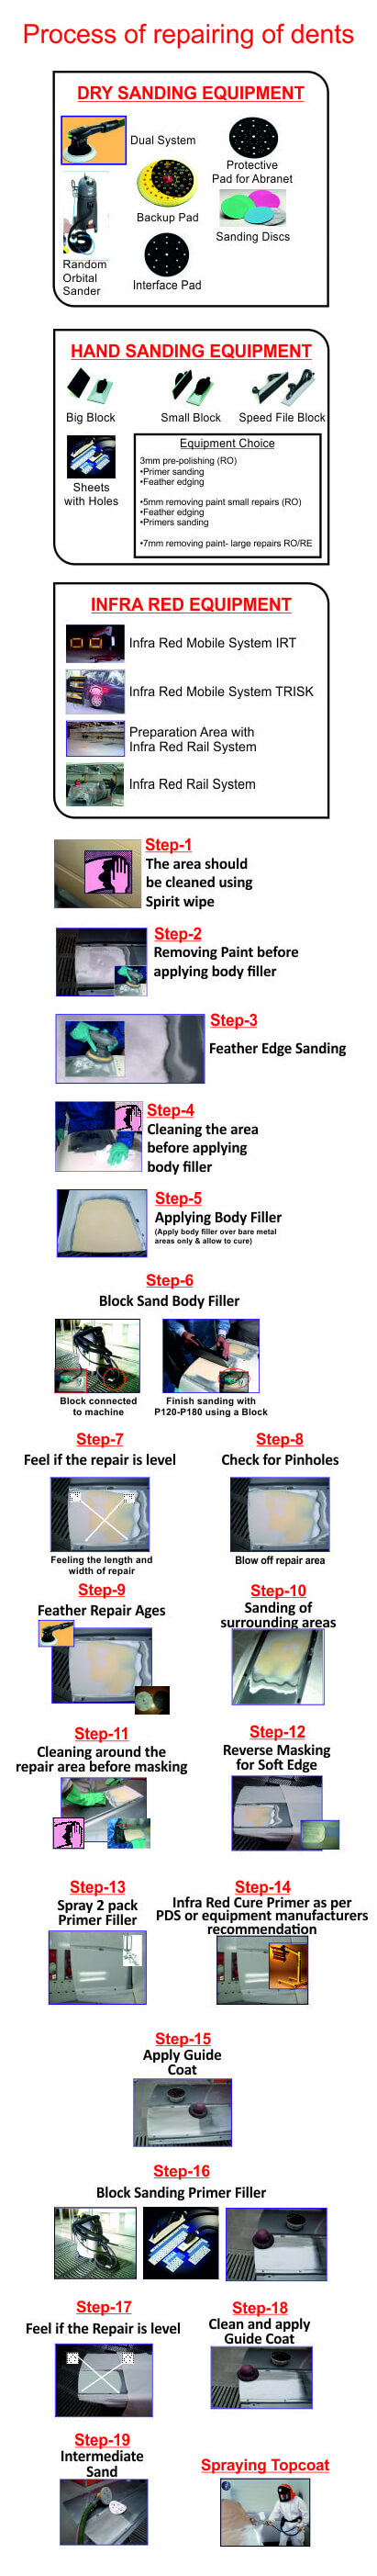 Process of repairing of dents
DRY SANDING EQUIPMENT
Dual System
Protective
Pad for Abranet
Backup Pad
Sanding Discs
Random
Orbital
Sander
Interface Pad
HAND SANDING EQUIPMENT
Big Block
Small Block
Speed File Block
Sheets
with Holes
Equipment Choice
3mm pre-polishing (RO)
•Primer sanding
•Feather edging
•5mm removing paint small repairs (RO)
•Feather edging
•Primers sanding
•7mm removing paint- large repairs RO/RE
INFRA RED EQUIPMENT
Infra Red Mobile System IRT
Infra Red Mobile System TRISK
Preparation Area with
Infra Red Rail System
Infra Red Rail System
Step-1
The area should
be cleaned using
Spirit wipe
Step-2
Removing Paint before
applying body filler
Step-3
Feather Edge Sanding
Step-4
Cleaning the area
before applying
body filler
Step-5
Applying Body Filler
(Apply body filler over bare metal
areas only & allow to cure)
Step-6
Block Sand Body Filler
Block connected
to machine
Finish sanding with
P120-P180 using a Block
Step-7
Feel if the repair is level
Feeling the length and
width of repair
Step-8
Check for Pinholes
Blow off repair area
Step-9
Feather Repair Ages
Step-10
Sanding of
surrounding areas
Step-11
Cleaning around the
repair area before masking
Step-12
Reverse Masking
for Soft Edge
Step-13
Spray 2 pack
Primer Filler
Step-14
Infra Red Cure Primer as per
PDS or equipment manufacturers
recommendation
Step-15
Apply Guide
Coat
Step-16
Block Sanding Primer Filler
Step-17
Feel if the Repair is level
Step-18
Clean and apply
Guide Coat
Step-19
Intermediate
Sand
Spraying Topcoat